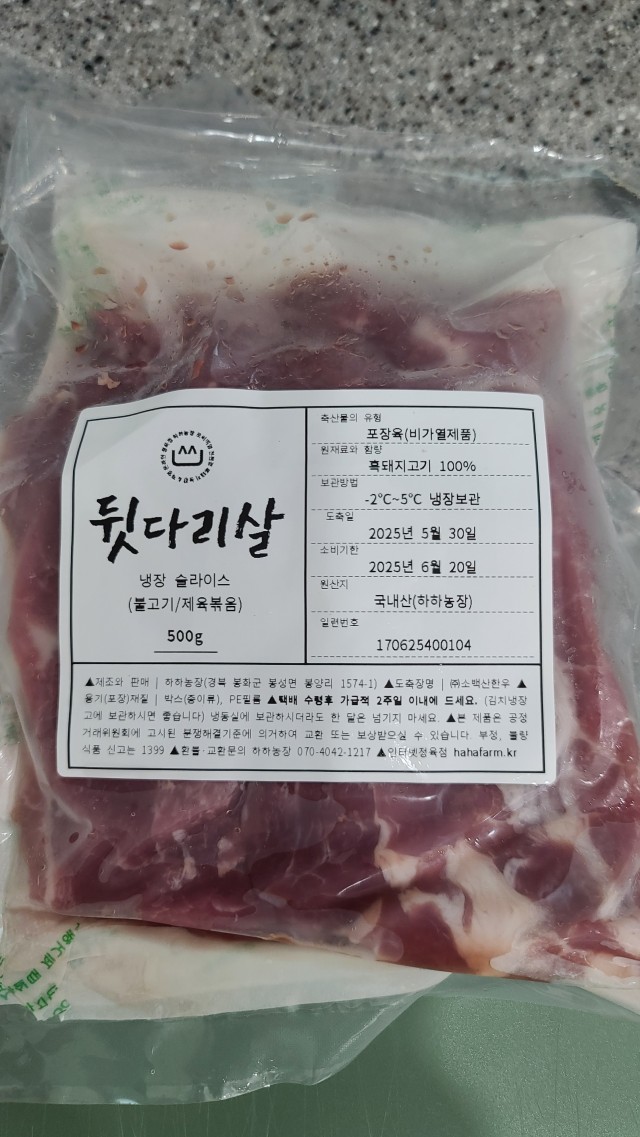 뒷다리살
냉장 슬라이스
(불고기/제육볶음)
500g
축산물의 유형
포장육(비가열제품)
원재료와 함량
흑돼지고기 100%
보관방법
-2℃~5℃ 냉장보관
도축일
2025년 5월 30일
소비기한
2025년 6월 20일
원산지
국내산(하하농장)
일련번호
170625400104
▲제조와 판매 | 하하농장(경북 봉화군 봉성면 봉양리 1574-1) ▲도축장명 | ㈜소백산한우 ▲
용기(포장)재질 | 박스(종이류), PE필름 ▲택배 수령후 가급적 2주일 이내에 드세요. (김치냉장
고에 보관하시면 좋습니다) 냉동실에 보관하시더라도 한 달은 넘기지 마세요. ▲본 제품은 공정
거래위원회에 고시된 분쟁해결기준에 의거하여 교환 또는 보상받으실 수 있습니다. 부정, 불량
식품 신고는 1399 ▲환불·교환문의 하하농장 070-4042-1217 ▲인터넷정육점 hahafarm.kr